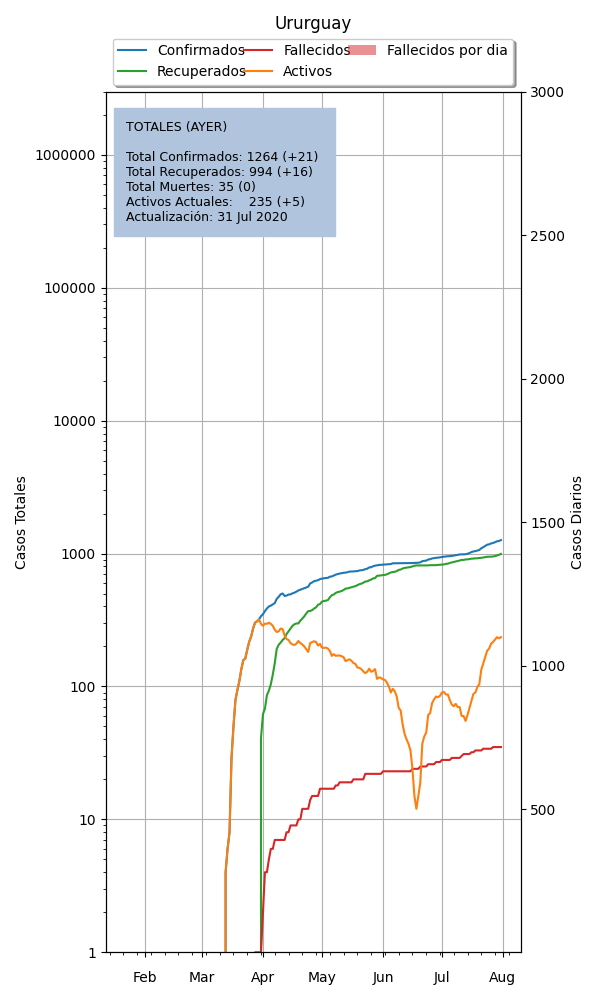 Ururguay
Confirmados
Recuperados
Fallecidos
Activos
Fallecidos por dia
TOTALES (AYER)
Total Confirmados: 1264 (+21)
Total Recuperados: 994 (+16)
Total Muertes: 35 (0)
Activos Actuales:    235 (+5)
Actualización: 31 Jul 2020
Casos Totales
1000000
100000
10000
1000
100
10
1
Feb
Mar
Apr
May
Jun
Jul
Aug
3000
2500
2000
1500
1000
500
Casos Diarios